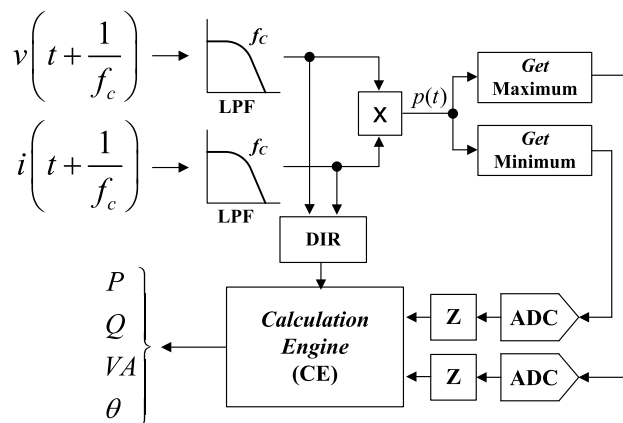 v(t + 1/f_c)
f_C
LPF
i(t + 1/f_c)
f_C
LPF
X
p(t)
Get
Maximum
Get
Minimum
DIR
Calculation
Engine
(CE)
Z
ADC
Z
ADC
P
Q
VA
θ